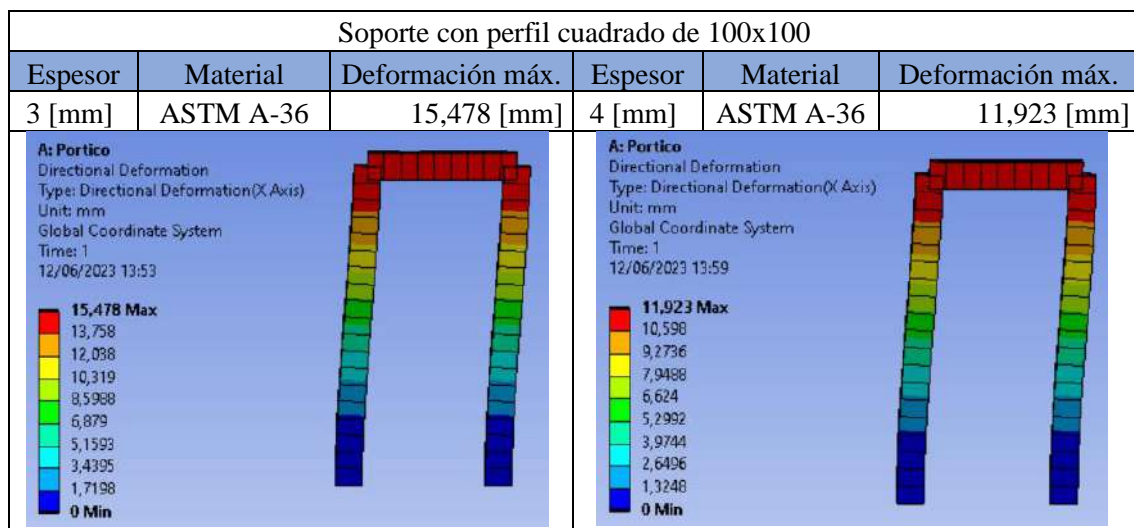 Soporte con perfil cuadrado de 100x100
Espesor Material Deformación máx. Espesor Material Deformación máx.
3 [mm] ASTM A-36 15,478 [mm] 4 [mm] ASTM A-36 11,923 [mm]
A: Portico
Directional Deformation
Type: Directional Deformation(X Axis)
Unit: mm
Global Coordinate System
Time: 1
12/06/2023 13:53
15,478 Max
13,758
12,038
10,319
8,5988
6,879
5,1593
3,4395
1,7198
0 Min
A: Portico
Directional Deformation
Type: Directional Deformation(X Axis)
Unit: mm
Global Coordinate System
Time: 1
12/06/2023 13:59
11,923 Max
10,598
9,2736
7,9488
6,624
5,2992
3,9744
2,6496
1,3248
0 Min